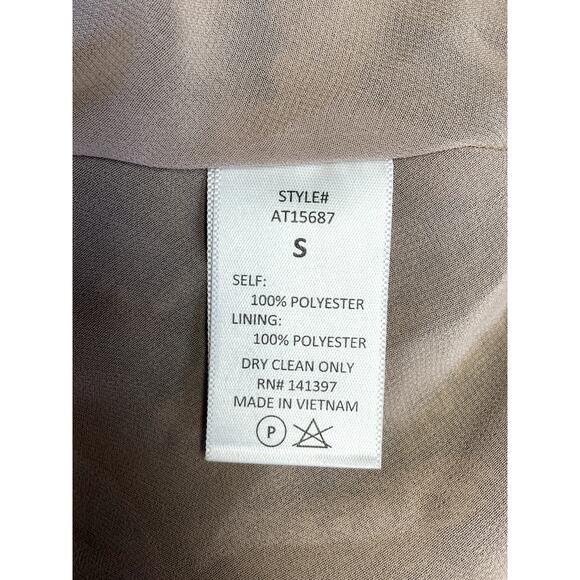 STYLE#
AT15687
S
SELF:
100% POLYESTER
LINING:
100% POLYESTER
DRY CLEAN ONLY
RN# 141397
MADE IN VIETNAM
P